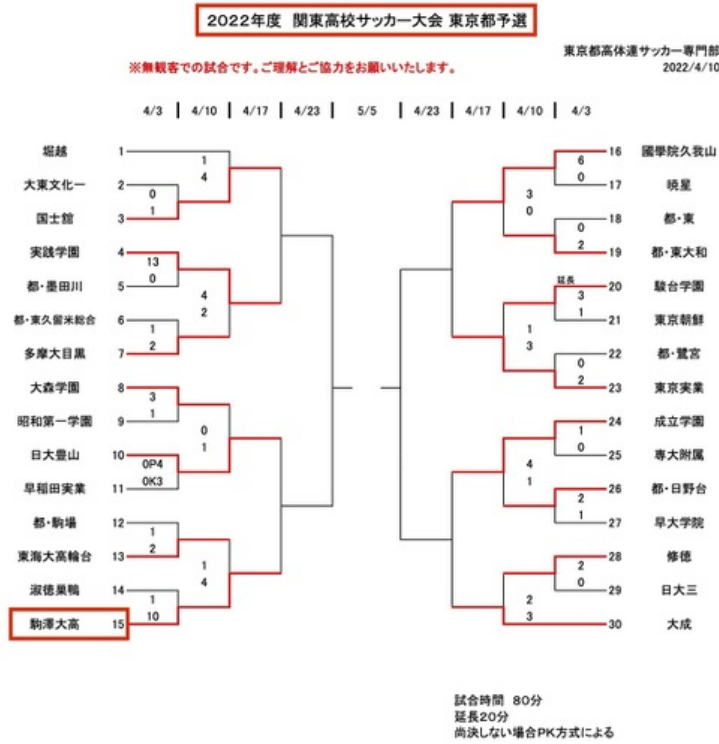 2022年度 関東高校サッカー大会 東京都予選
東京都高体連サッカー専門部
※無観客での試合です。ご理解とご協力をお願いいたします。
2022/4/10
4/3 4/10 4/17 4/23 5/5 4/23 4/17 4/10 4/3
堀越 1
大東文化一 2
国士舘 3
実践学園 4
都・墨田川 5
都・東久留米総合 6
多摩大目黒 7
大森学園 8
昭和第一学園 9
日大豊山 10
早稲田実業 11
都・駒場 12
東海大高輪台 13
淑徳巣鴨 14
駒澤大高 15
1
4
0
1
13
0
4
2
1
2
3
1
0
1
0P4
0K3
1
2
1
4
1
10
16 國學院久我山
17 暁星
18 都・東
19 都・東大和
20 駿台学園
21 東京朝鮮
22 都・鷺宮
23 東京実業
24 成立学園
25 専大附属
26 都・日野台
27 早大学院
28 修徳
29 日大三
30 大成
6
0
3
0
0
2
延長
3
1
1
3
0
2
1
0
4
1
2
1
2
0
2
3
試合時間 80分
延長20分
尚決しない場合PK方式による